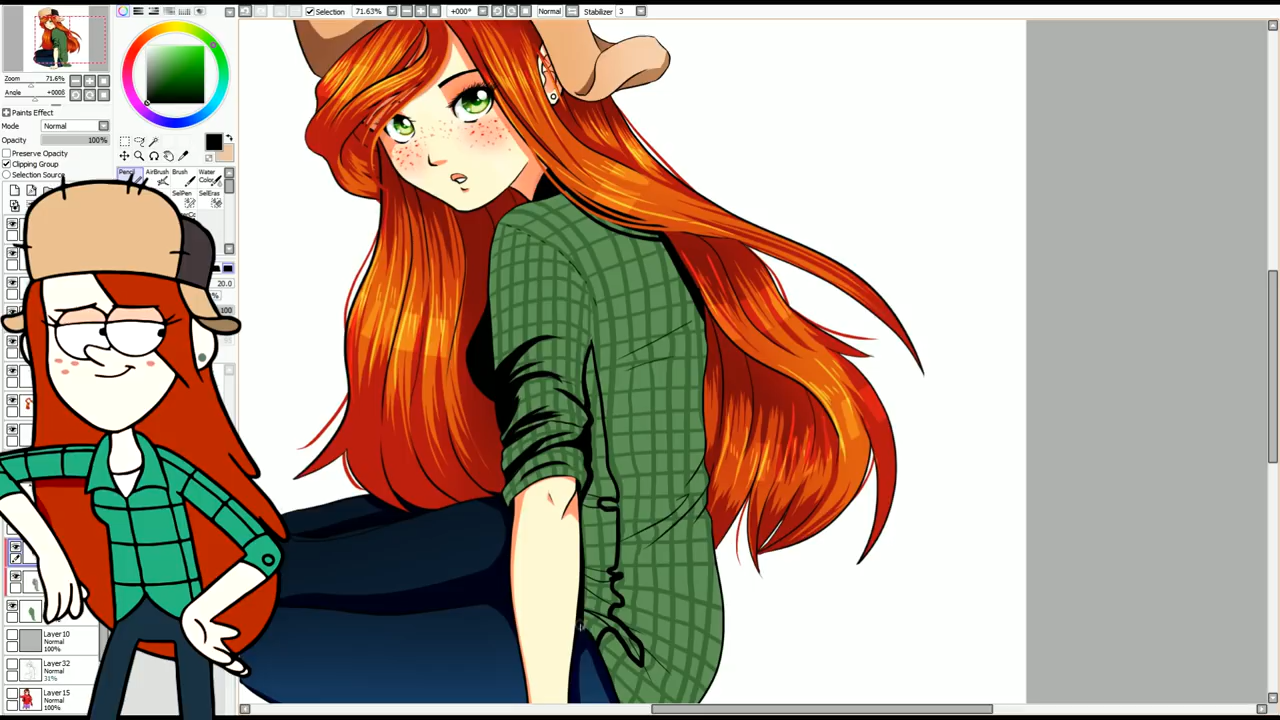 Selection 71.63% +000° Normal Stabilizer 3
Zoom 71.6%
Angle +000°
Paints Effect
Mode Normal
Opacity 100%
Preserve Opacity
Clipping Group
Selection Source
Pencil AirBrush Brush Water Color
SelPen SelEras
20.0
%
100
Layer10
Normal
100%
Layer32
Normal
31%
Layer15
Normal
100%